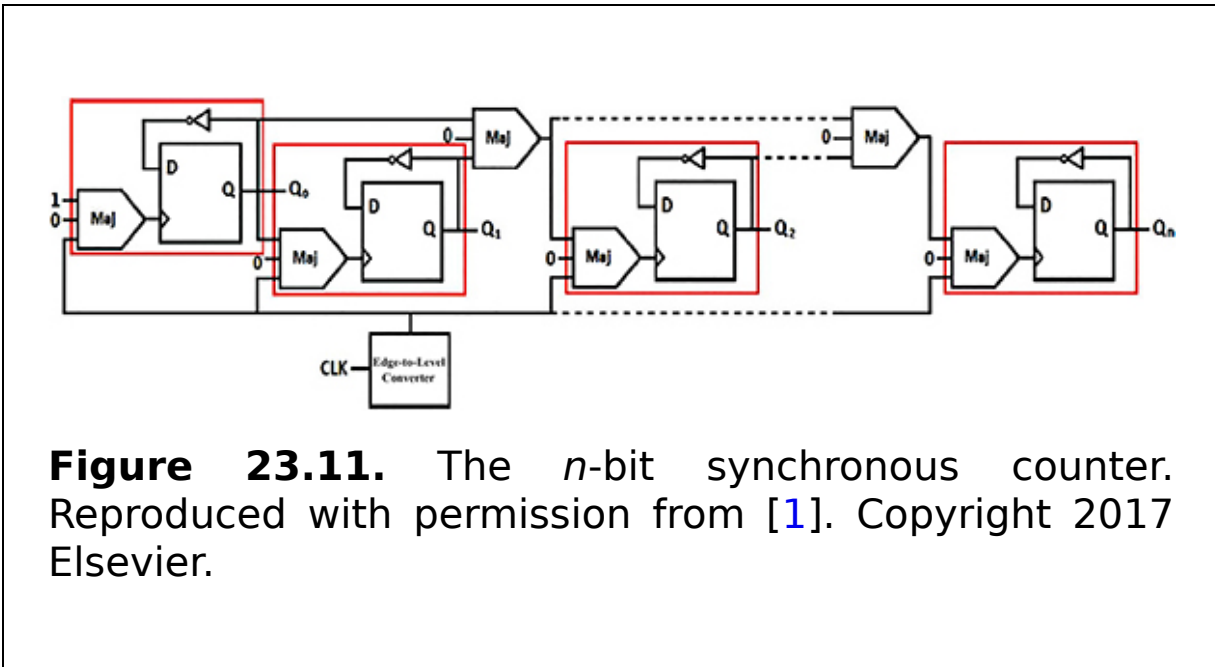 Maj
0
Maj
0
D
Q
Q₀
1
0
Maj
D
Q
Q₁
0
Maj
D
Q
Q₂
0
Maj
D
Q
Qₙ
0
Maj
CLK
Edge-to-Level
Converter
Figure 23.11. The n-bit synchronous counter.
Reproduced with permission from [1]. Copyright 2017
Elsevier.